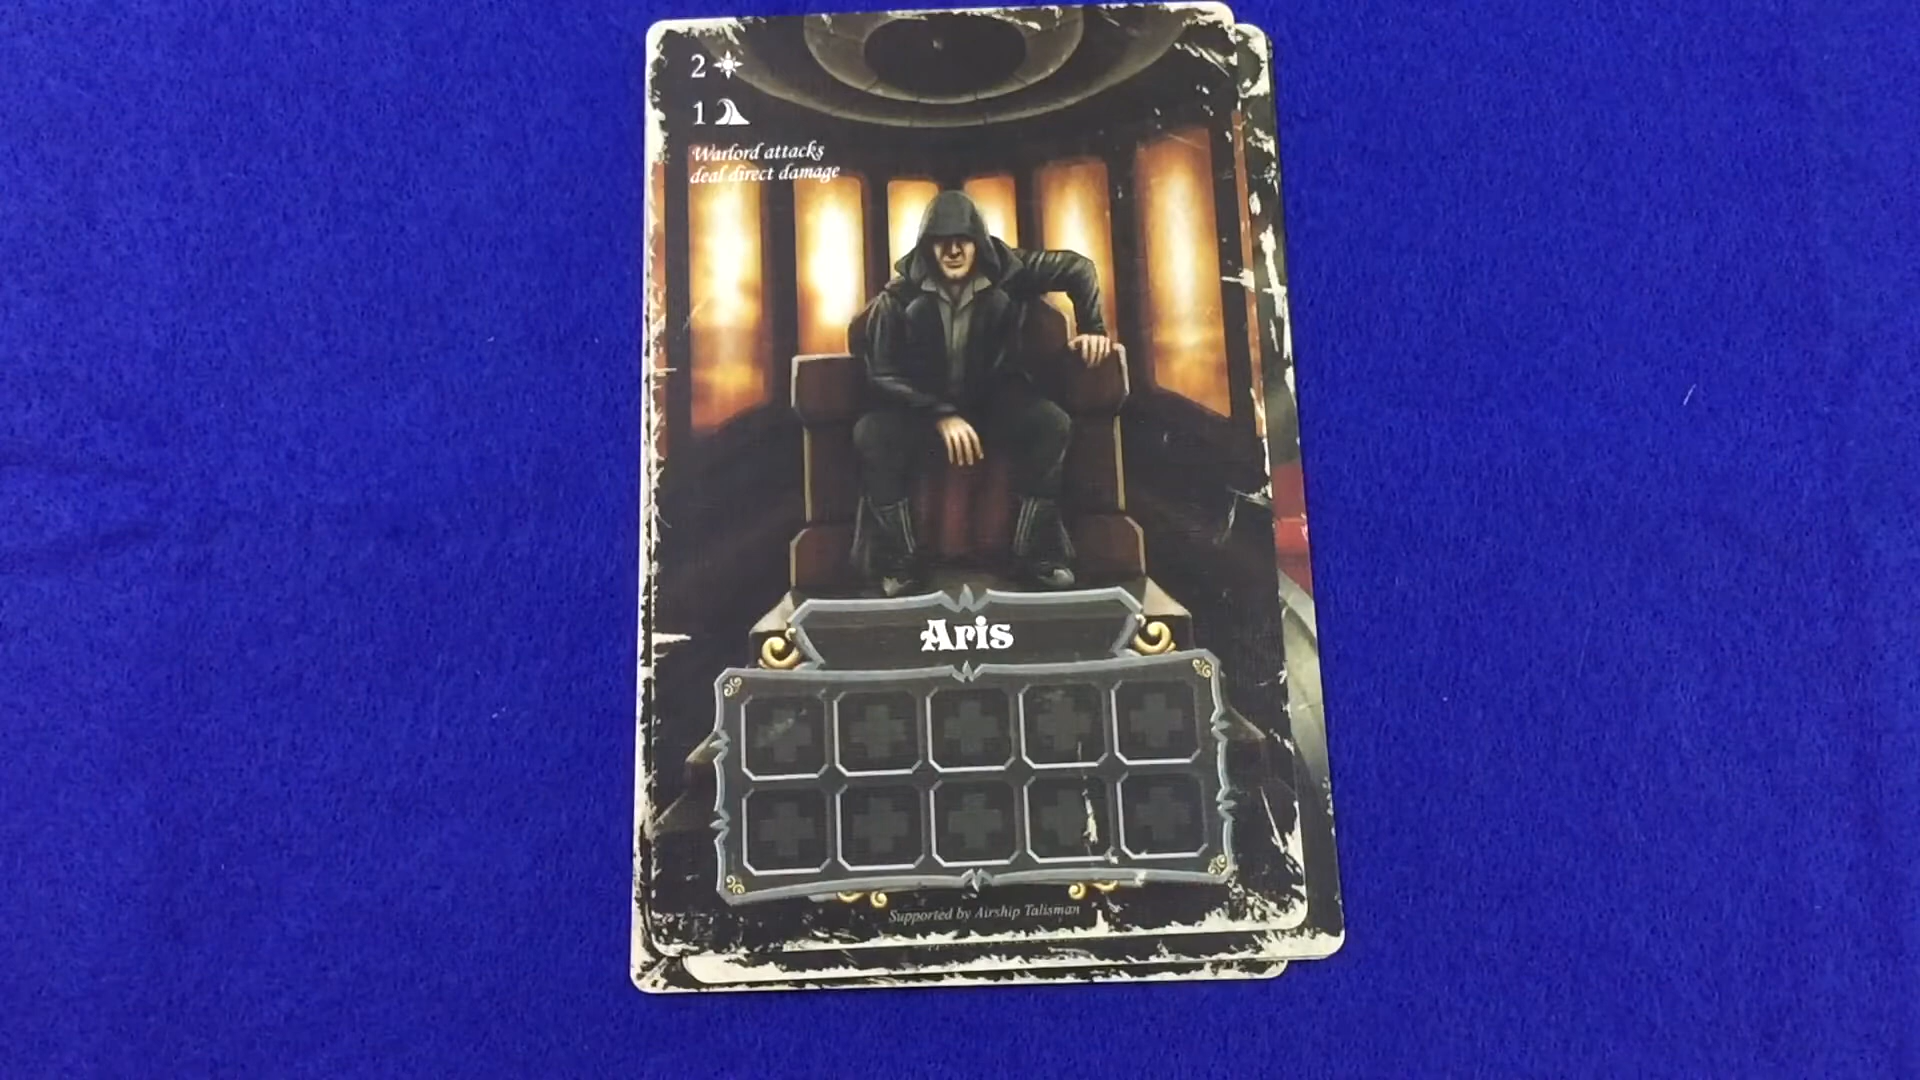 2
1
Warlord attacks
deal direct damage
Aris
Supported by Airship Talisman